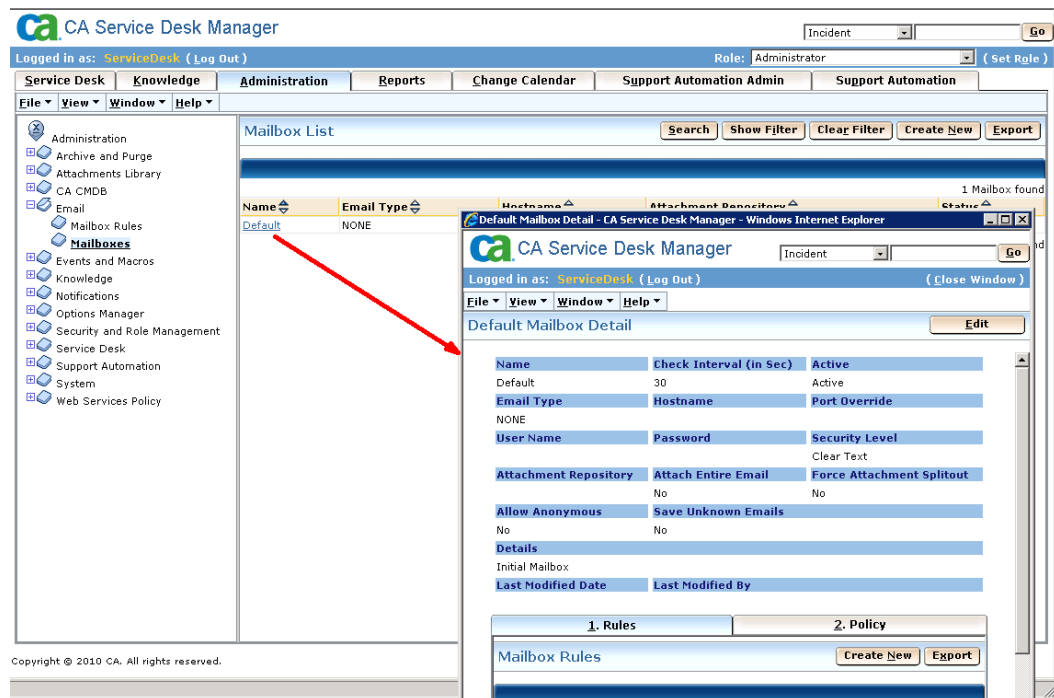 ca CA Service Desk Manager
Incident Go
Logged in as: ServiceDesk ( Log Out ) Role: Administrator ( Set Role )
Service Desk Knowledge Administration Reports Change Calendar Support Automation Admin Support Automation
File View Window Help
Administration
Archive and Purge
Attachments Library
CA CMDB
Email
Mailbox Rules
Mailboxes
Events and Macros
Knowledge
Notifications
Options Manager
Security and Role Management
Service Desk
Support Automation
System
Web Services Policy
Mailbox List Search Show Filter Clear Filter Create New Export
1 Mailbox found
Name Email Type Hostname Attachment Repository Status
Default NONE
Default Mailbox Detail - CA Service Desk Manager - Windows Internet Explorer
ca CA Service Desk Manager Incident Go
Logged in as: ServiceDesk ( Log Out ) ( Close Window )
File View Window Help
Default Mailbox Detail Edit
Name Check Interval (in Sec) Active
Default 30 Active
Email Type Hostname Port Override
NONE
User Name Password Security Level
Clear Text
Attachment Repository Attach Entire Email Force Attachment Splitout
No No
Allow Anonymous Save Unknown Emails
No No
Details
Initial Mailbox
Last Modified Date Last Modified By
1. Rules 2. Policy
Mailbox Rules Create New Export
Copyright © 2010 CA. All rights reserved.